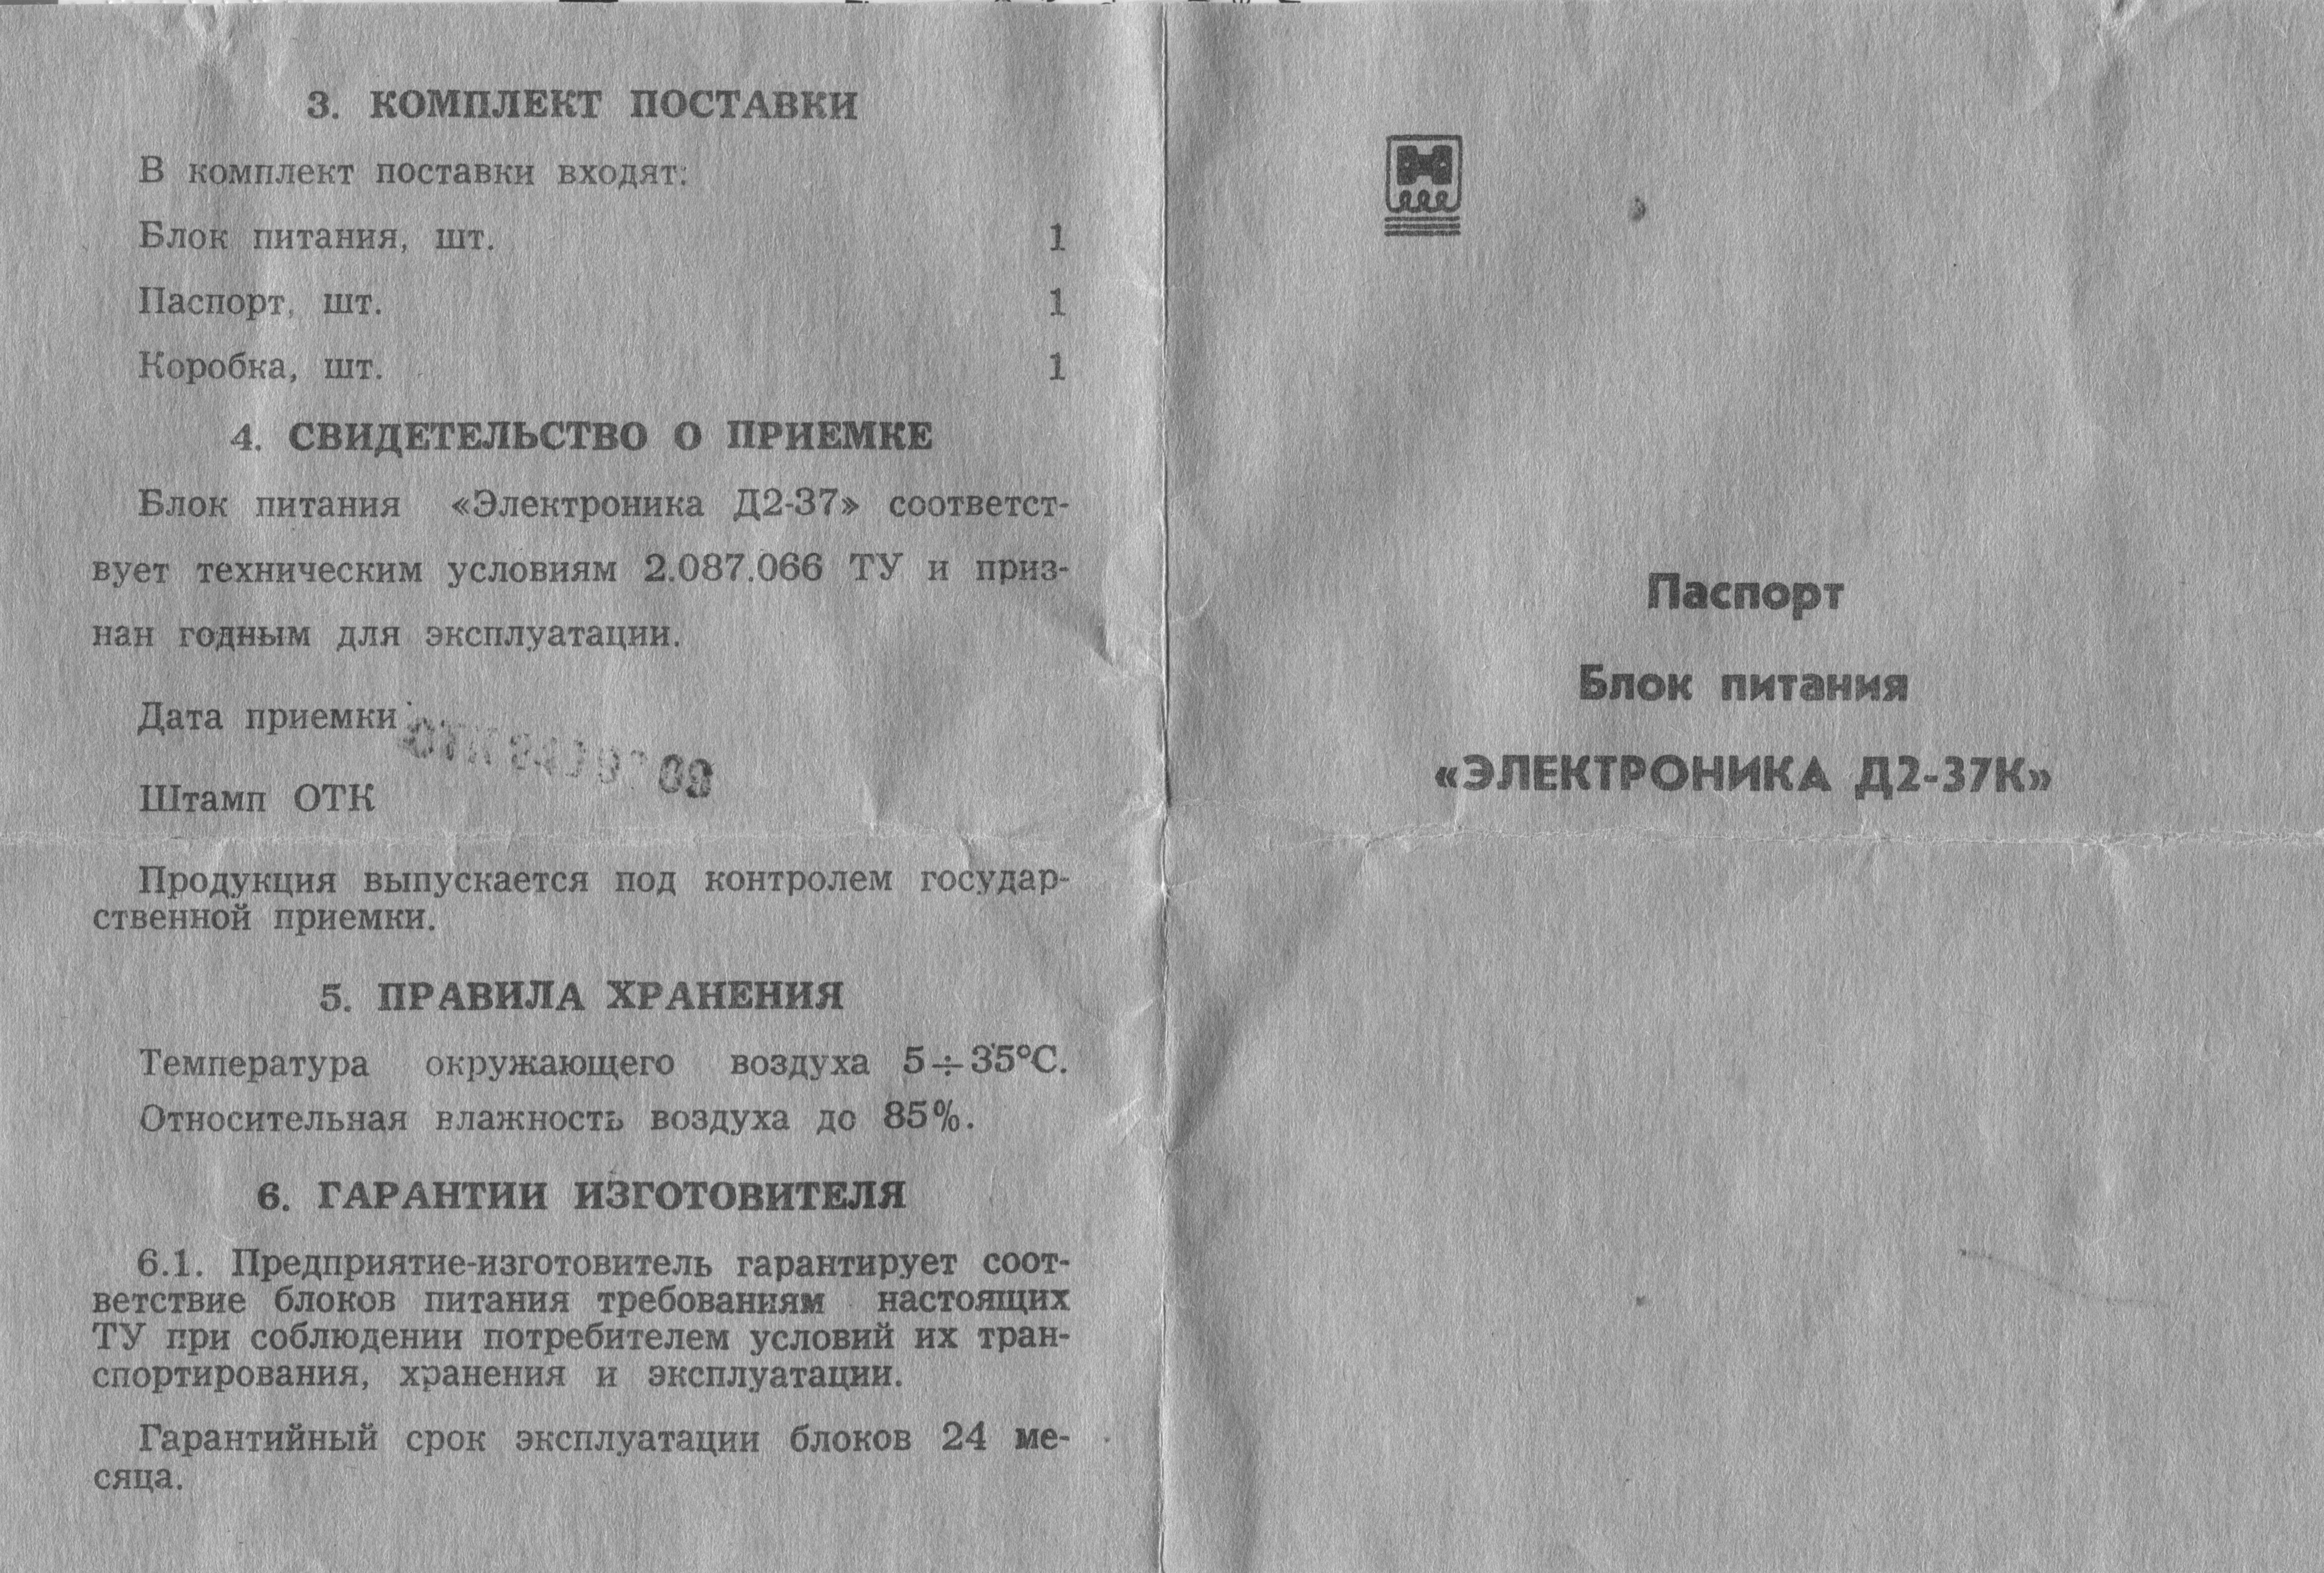 3. КОМПЛЕКТ ПОСТАВКИ
В комплект поставки входят:
Блок питания, шт. 1
Паспорт, шт. 1
Коробка, шт. 1
4. СВИДЕТЕЛЬСТВО О ПРИЕМКЕ
Блок питания «Электроника Д2-37» соответст-
вует техническим условиям 2.087.066 ТУ и приз-
нан годным для эксплуатации.
Дата приемки
09
Штамп ОТК
Продукция выпускается под контролем государ-
ственной приемки.
5. ПРАВИЛА ХРАНЕНИЯ
Температура окружающего воздуха 5÷35°С.
Относительная влажность воздуха до 85%.
6. ГАРАНТИИ ИЗГОТОВИТЕЛЯ
6.1. Предприятие-изготовитель гарантирует соот-
ветствие блоков питания требованиям настоящих
ТУ при соблюдении потребителем условий их тран-
спортирования, хранения и эксплуатации.
Гарантийный срок эксплуатации блоков 24 ме-
сяца.
Паспорт
Блок питания
«ЭЛЕКТРОНИКА Д2-37К»